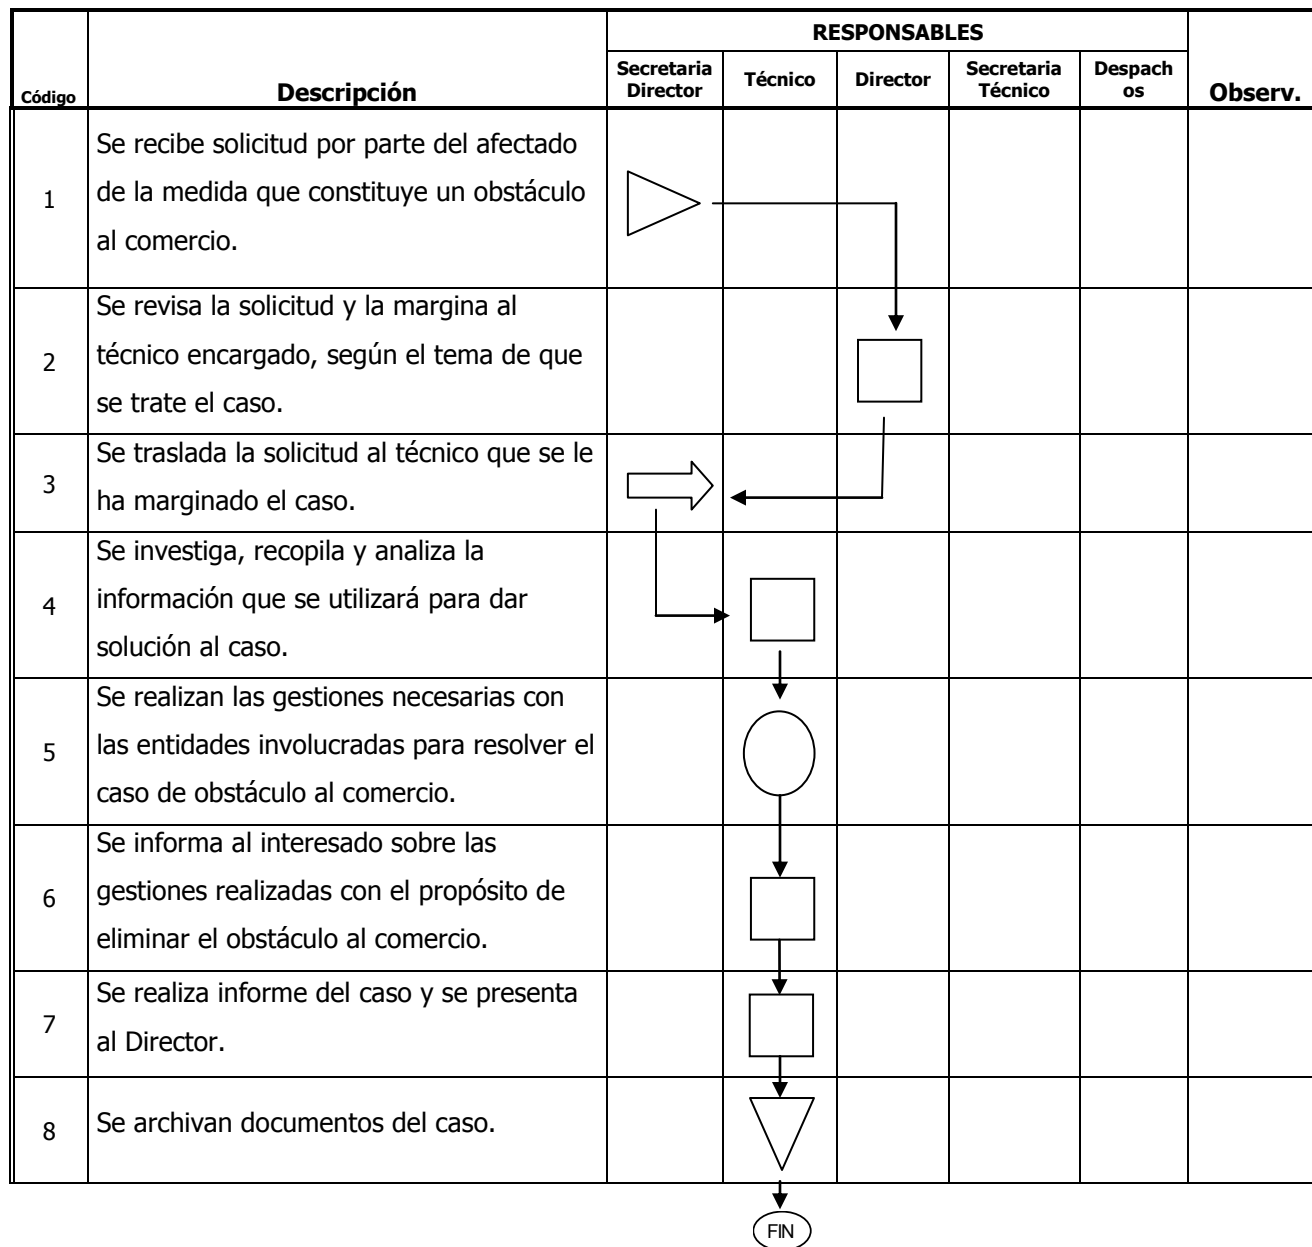 RESPONSABLES
Código
Descripción
Secretaria
Director
Técnico
Director
Secretaria
Técnico
Despach
os
Observ.
1
Se recibe solicitud por parte del afectado
de la medida que constituye un obstáculo
al comercio.
2
Se revisa la solicitud y la margina al
técnico encargado, según el tema de que
se trate el caso.
3
Se traslada la solicitud al técnico que se le
ha marginado el caso.
4
Se investiga, recopila y analiza la
información que se utilizará para dar
solución al caso.
5
Se realizan las gestiones necesarias con
las entidades involucradas para resolver el
caso de obstáculo al comercio.
6
Se informa al interesado sobre las
gestiones realizadas con el propósito de
eliminar el obstáculo al comercio.
7
Se realiza informe del caso y se presenta
al Director.
8
Se archivan documentos del caso.
FIN